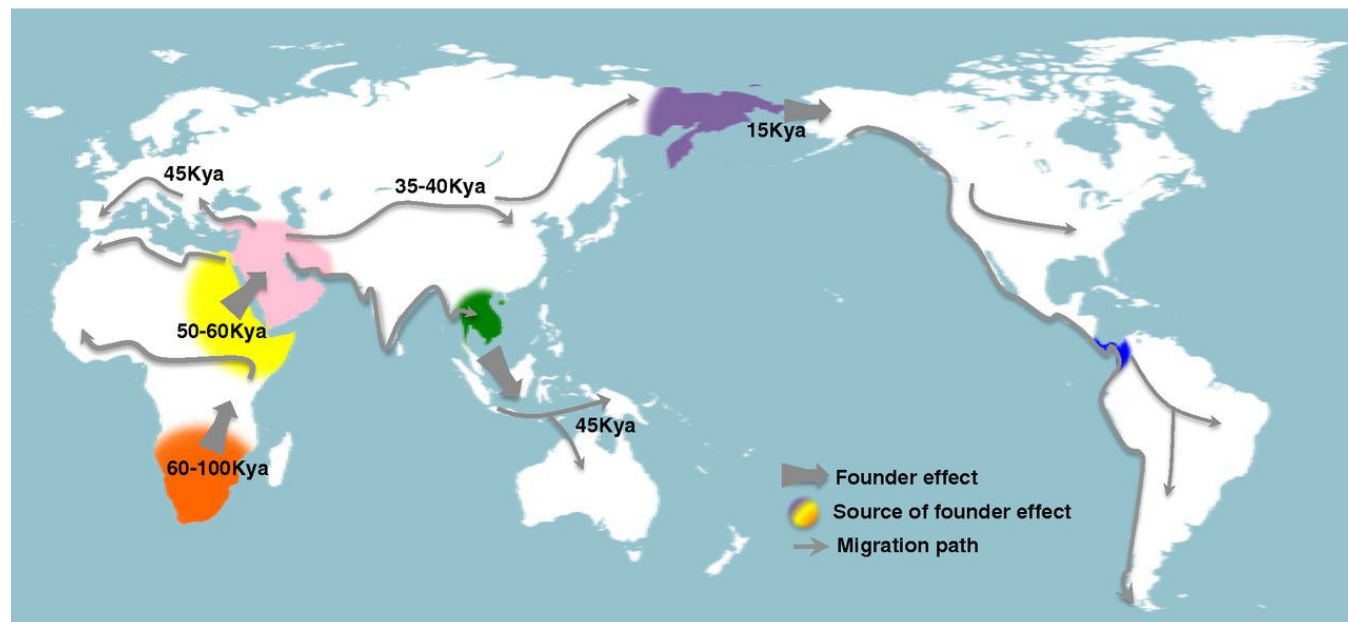 15Kya
45Kya
35-40Kya
50-60Kya
45Kya
60-100Kya
Founder effect
Source of founder effect
Migration path